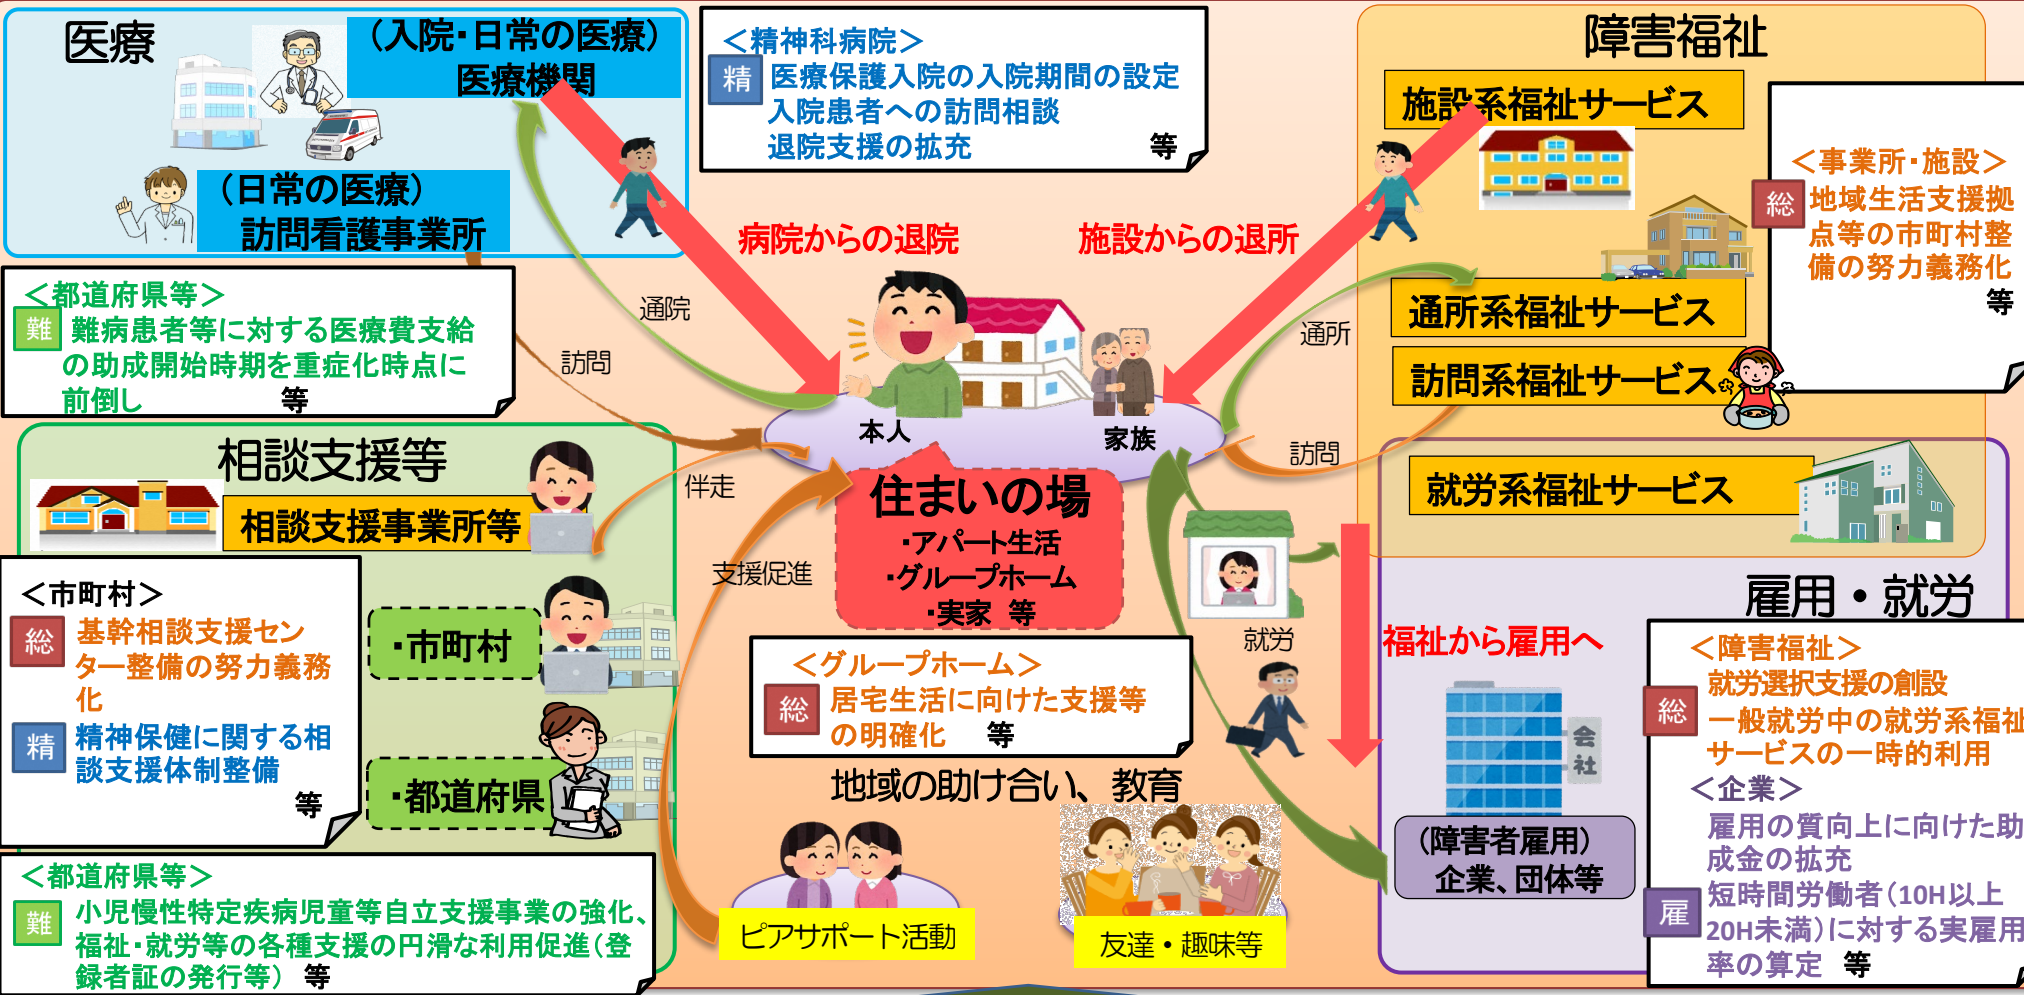 医療
(入院・日常の医療)
医療機関
(日常の医療)
訪問看護事業所
<精神科病院>
精
医療保護入院の入院期間の設定
入院患者への訪問相談
退院支援の拡充 等
障害福祉
施設系福祉サービス
通所系福祉サービス
訪問系福祉サービス
就労系福祉サービス
<事業所・施設>
総
地域生活支援拠
点等の市町村整
備の努力義務化
等
病院からの退院
施設からの退所
通院
訪問
通所
訪問
<都道府県等>
難
難病患者等に対する医療費支給
の助成開始時期を重症化時点に
前倒し 等
本人
家族
住まいの場
・アパート生活
・グループホーム
・実家 等
伴走
支援促進
就労
相談支援等
相談支援事業所等
・市町村
・都道府県
<市町村>
総
基幹相談支援セン
ター整備の努力義務
化
精
精神保健に関する相
談支援体制整備
等
<都道府県等>
難
小児慢性特定疾病児童等自立支援事業の強化、
福祉・就労等の各種支援の円滑な利用促進(登
録者証の発行等) 等
<グループホーム>
総
居宅生活に向けた支援等
の明確化 等
地域の助け合い、教育
ピアサポート活動
友達・趣味等
福祉から雇用へ
雇用・就労
会社
(障害者雇用)
企業、団体等
<障害福祉>
就労選択支援の創設
総
一般就労中の就労系福祉
サービスの一時的利用
<企業>
雇用の質向上に向けた助
成金の拡充
雇
短時間労働者(10H以上
20H未満)に対する実雇用
率の算定 等